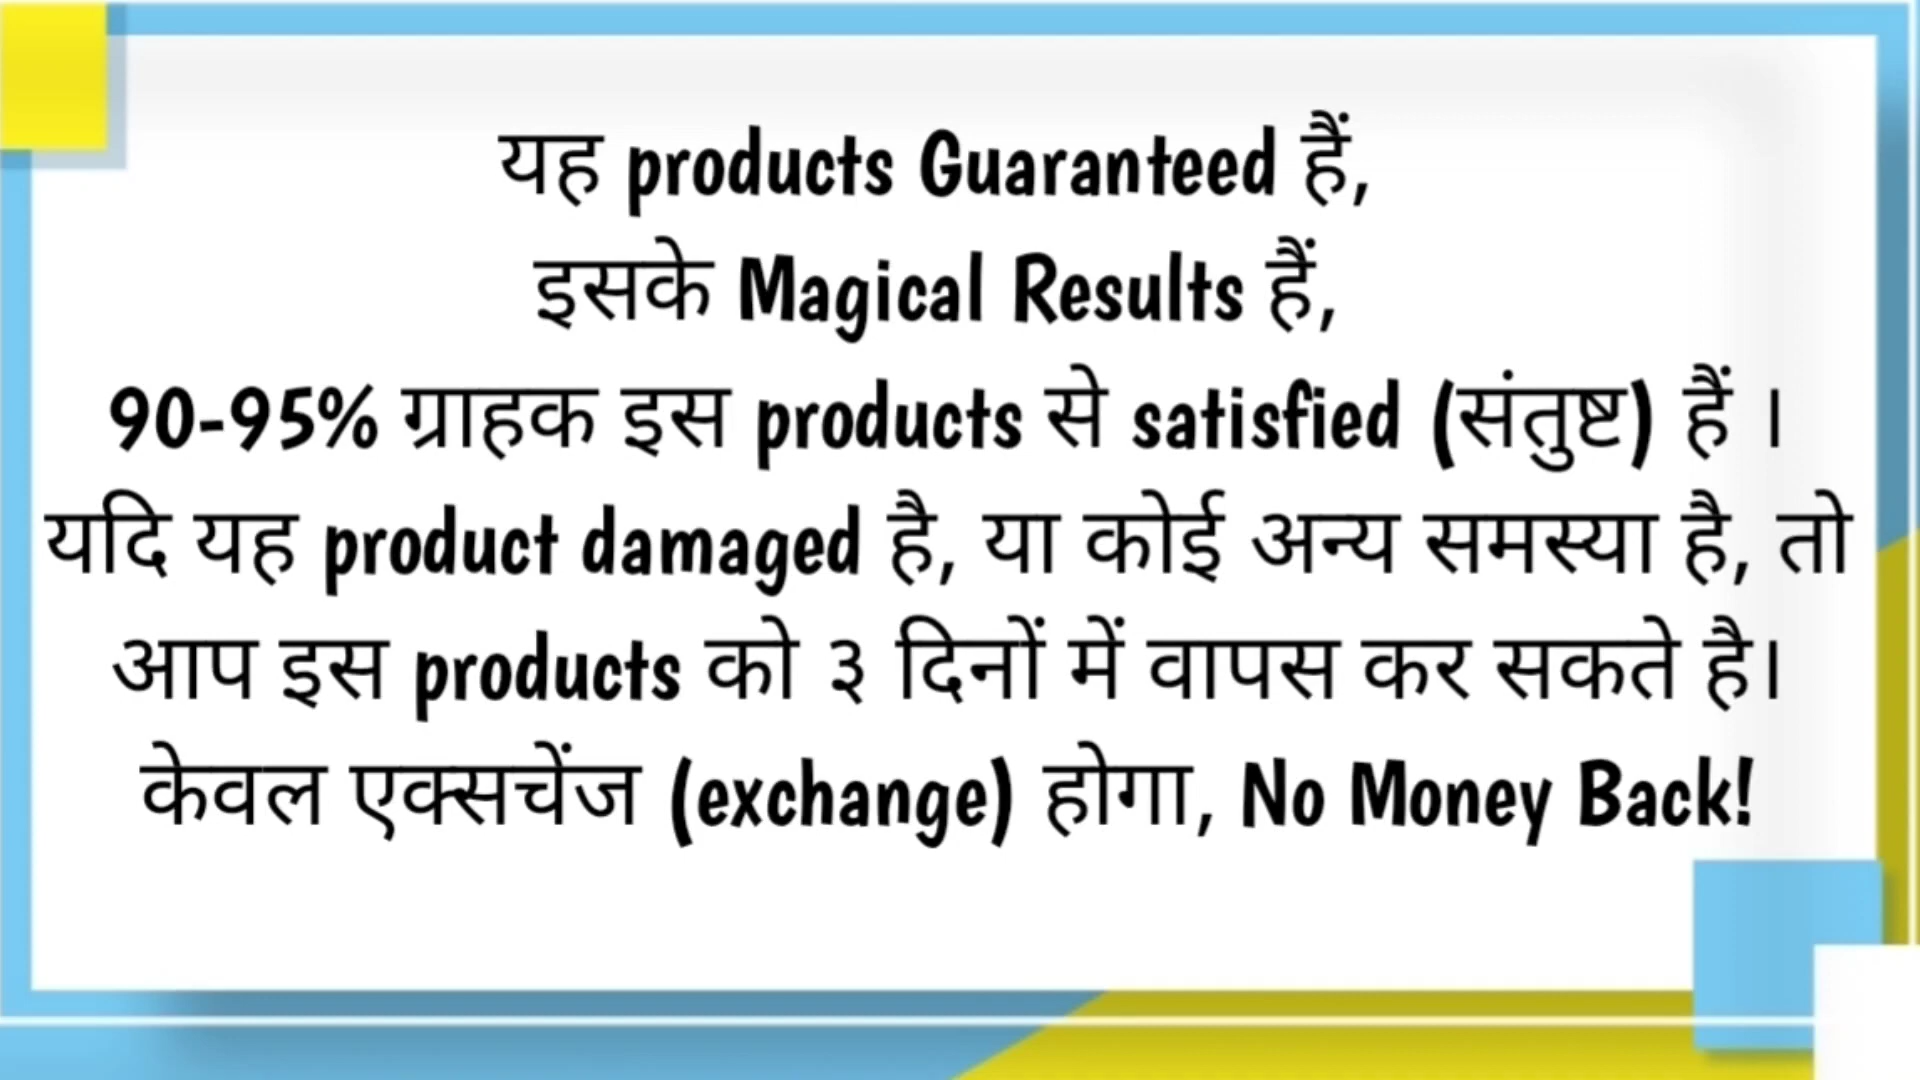 यह products Guaranteed हैं,
इसके Magical Results हैं,
90-95% ग्राहक इस products से satisfied (संतुष्ट) हैं ।
यदि यह product damaged है, या कोई अन्य समस्या है, तो
आप इस products को ३ दिनों में वापस कर सकते है।
केवल एक्सचेंज (exchange) होगा, No Money Back!